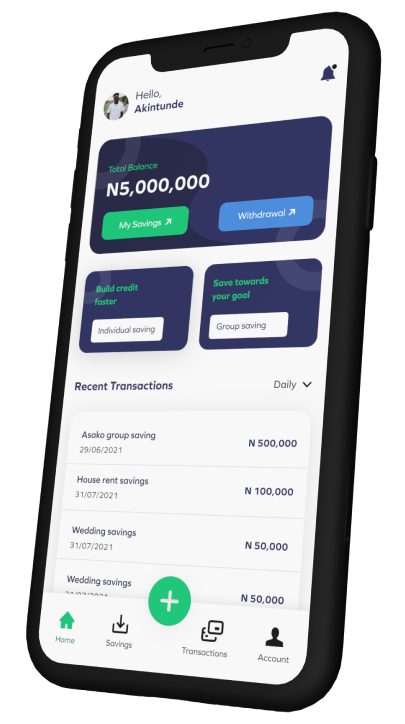 Hello,
Akintunde
Total Balance
N5,000,000
My Savings
Withdrawal
Build credit
faster
Individual saving
Save towards
your goal
Group saving
Recent Transactions
Daily
Asako group saving
29/06/2021
N 500,000
House rent savings
31/07/2021
N 100,000
Wedding savings
31/07/2021
N 50,000
Wedding savings
N 50,000
Home
Savings
Transactions
Account